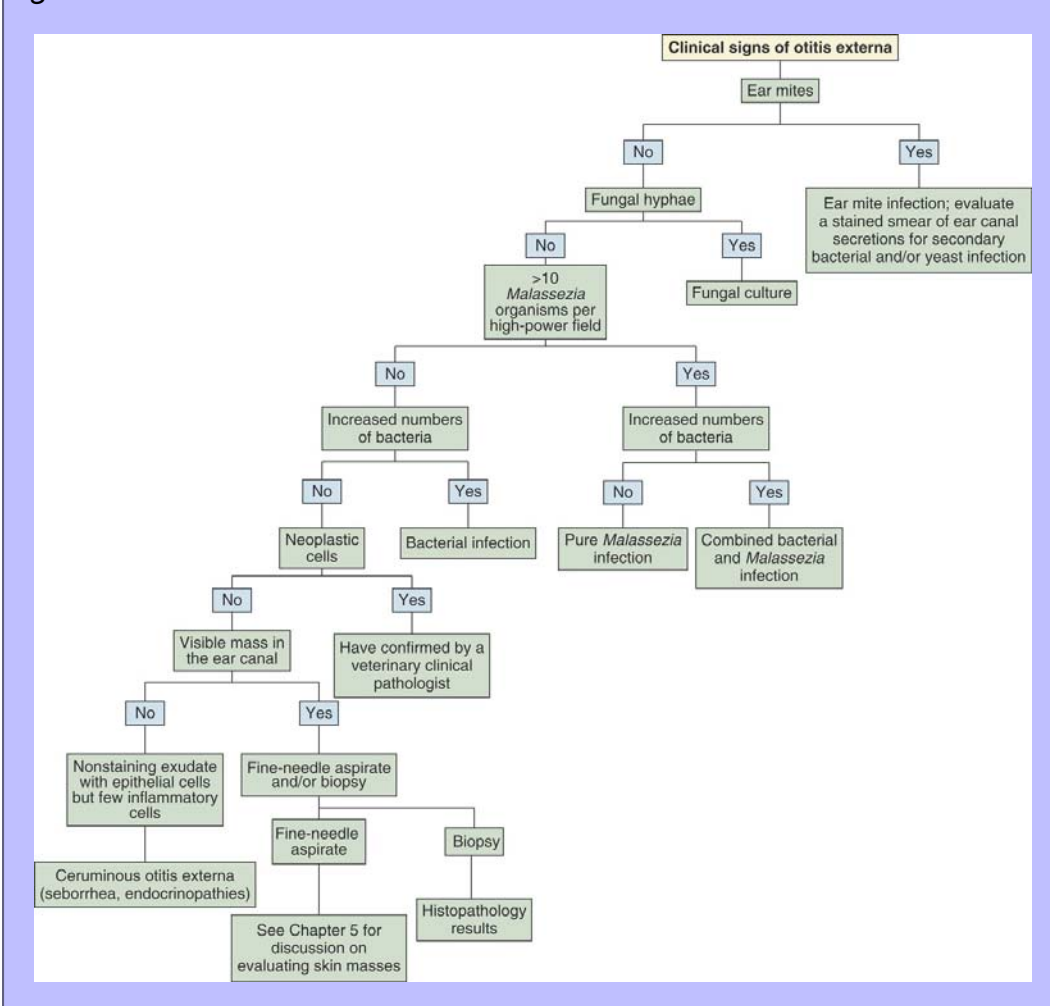 Clinical signs of otitis externa
Ear mites
No
Yes
Fungal hyphae
Ear mite infection; evaluate
a stained smear of ear canal
secretions for secondary
bacterial and/or yeast infection
No
Yes
>10
Malassezia
organisms per
high-power field
Fungal culture
No
Yes
Increased numbers
of bacteria
Increased numbers
of bacteria
No
Yes
No
Yes
Neoplastic
cells
Bacterial infection
Pure Malassezia
infection
Combined bacterial
and Malassezia
infection
No
Yes
Visible mass in
the ear canal
Have confirmed by a
veterinary clinical
pathologist
No
Yes
Nonstaining exudate
with epithelial cells
but few inflammatory
cells
Fine-needle aspirate
and/or biopsy
Fine-needle
aspirate
Biopsy
Ceruminous otitis externa
(seborrhea, endocrinopathies)
Histopathology
results
See Chapter 5 for
discussion on
evaluating skin masses